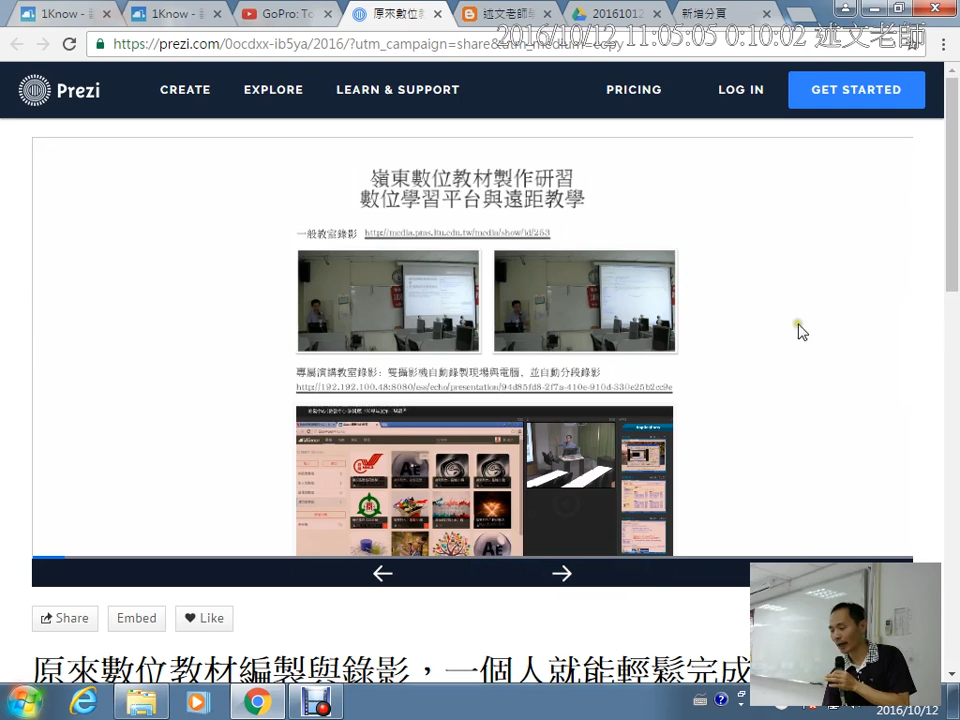 1Know -
1Know -
GoPro: To
原來數位教
述文老師
20161012
新增分頁
https://prezi.com/0ocdxx-ib5ya/2016/?utm_campaign=share&utm_medium=copy
2016/10/12 11:05:05 0:10:02 述文老師
Prezi
CREATE
EXPLORE
LEARN & SUPPORT
PRICING
LOG IN
GET STARTED
嶺東數位教材製作研習
數位學習平台與遠距教學
一般教室錄影 http://media.pms.ltu.edu.tw/media/show/id/253
專屬演講教室錄影：雙攝影機自動錄製現場與電腦，並自動分段錄影
http://192.192.100.48:8080/ess/echo/presentation/94d85fd8-2f7a-410e-910d-330e25b2cc9e
Share
Embed
Like
原來數位教材編製與錄影，一個人就能輕鬆完成
2016/10/12